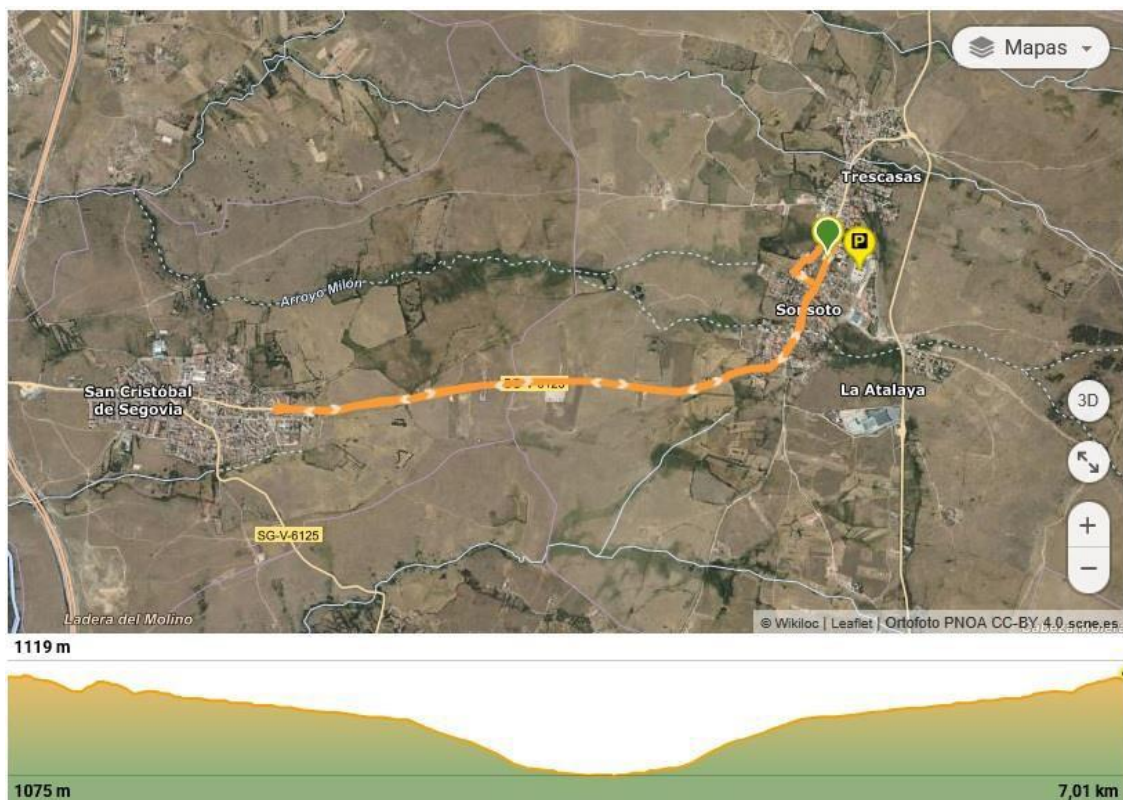 Mapas
Trescasas
P
Arroyo Milón
Sonsoto
San Cristóbal
de Segovia
La Atalaya
3D
+
SG-V-6125
−
Ladera del Molino
© Wikiloc | Leaflet | Ortofoto PNOA CC-BY 4.0 scne.es
1119 m
1075 m
7,01 km